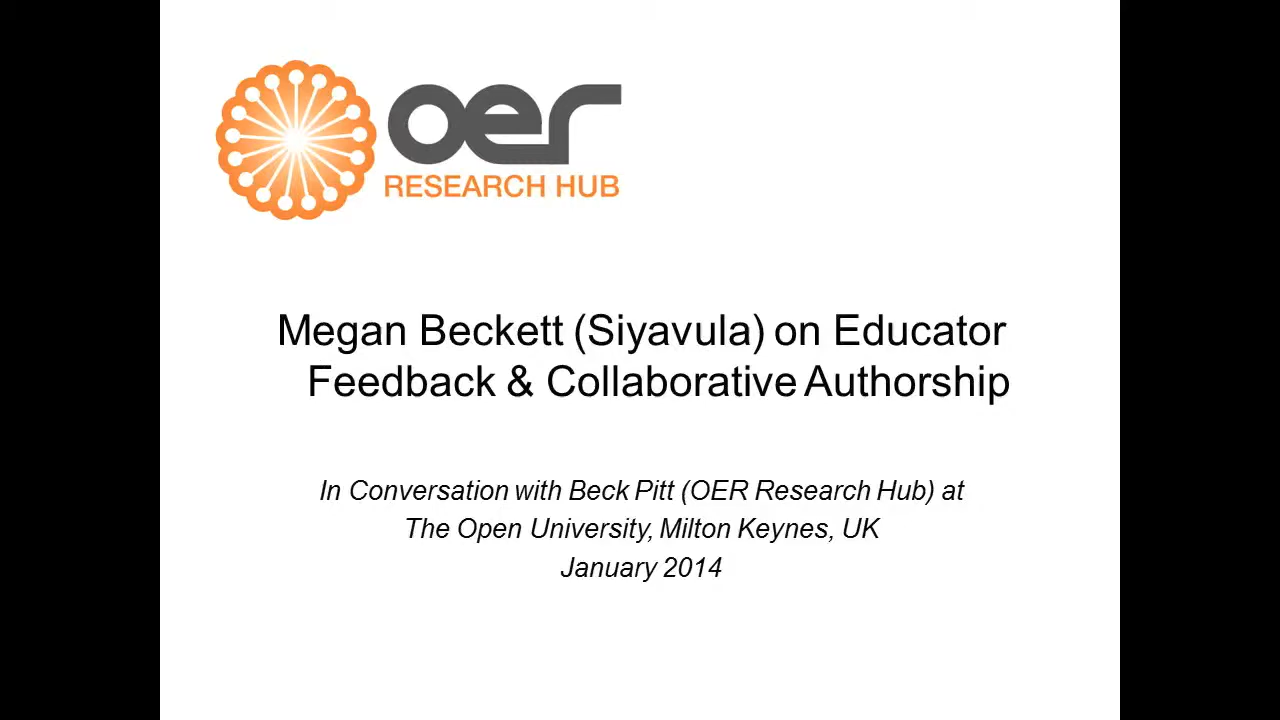 oer
RESEARCH HUB
Megan Beckett (Siyavula) on Educator
Feedback & Collaborative Authorship
In Conversation with Beck Pitt (OER Research Hub) at
The Open University, Milton Keynes, UK
January 2014